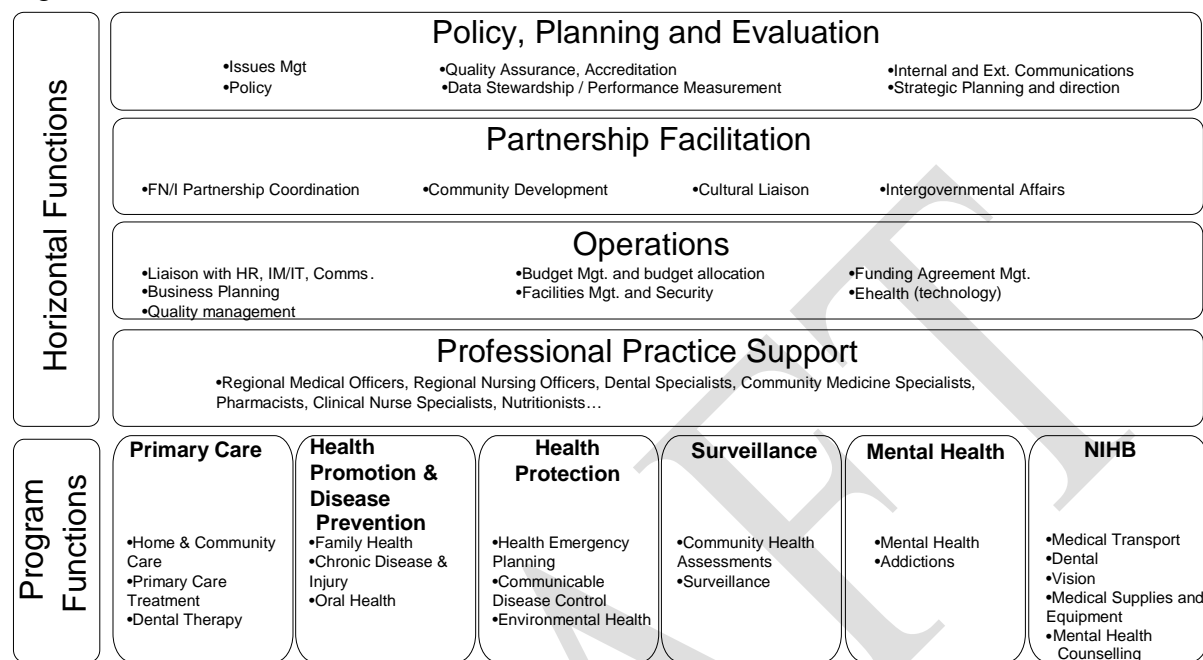 Horizontal Functions
Policy, Planning and Evaluation
•Issues Mgt
•Policy
•Quality Assurance, Accreditation
•Data Stewardship / Performance Measurement
•Internal and Ext. Communications
•Strategic Planning and direction
Partnership Facilitation
•FN/I Partnership Coordination
•Community Development
•Cultural Liaison
•Intergovernmental Affairs
Operations
•Liaison with HR, IM/IT, Comms.
•Business Planning
•Quality management
•Budget Mgt. and budget allocation
•Facilities Mgt. and Security
•Funding Agreement Mgt.
•Ehealth (technology)
Professional Practice Support
•Regional Medical Officers, Regional Nursing Officers, Dental Specialists, Community Medicine Specialists,
Pharmacists, Clinical Nurse Specialists, Nutritionists…
Program
Functions
Primary Care
•Home & Community
Care
•Primary Care
Treatment
•Dental Therapy
Health
Promotion &
Disease
Prevention
•Family Health
•Chronic Disease &
Injury
•Oral Health
Health
Protection
•Health Emergency
Planning
•Communicable
Disease Control
•Environmental Health
Surveillance
•Community Health
Assessments
•Surveillance
Mental Health
•Mental Health
•Addictions
NIHB
•Medical Transport
•Dental
•Vision
•Medical Supplies and
Equipment
•Mental Health
Counselling